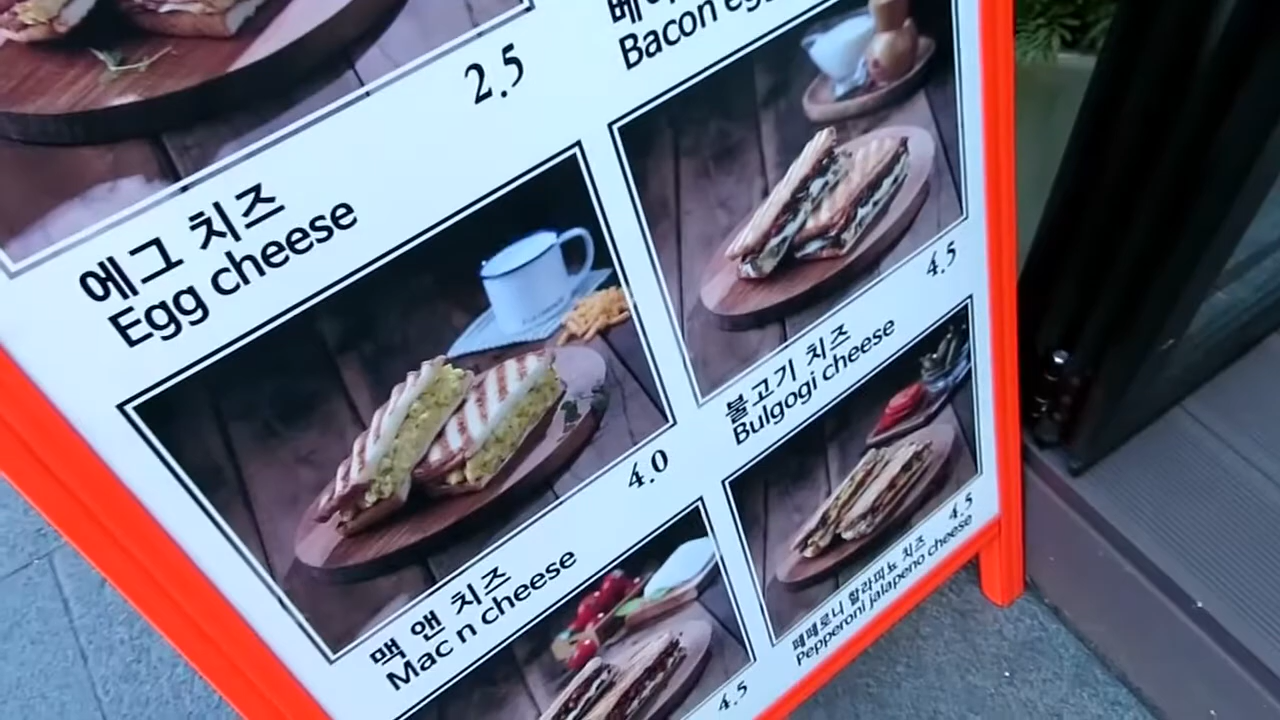 2.5
에그 치즈
Egg cheese
4.0
맥 앤 치즈
Mac n cheese
4.5
Bacon egg
4.5
불고기 치즈
Bulgogi cheese
4.5
페페로니 할라피뇨 치즈
Pepperoni jalapeno cheese